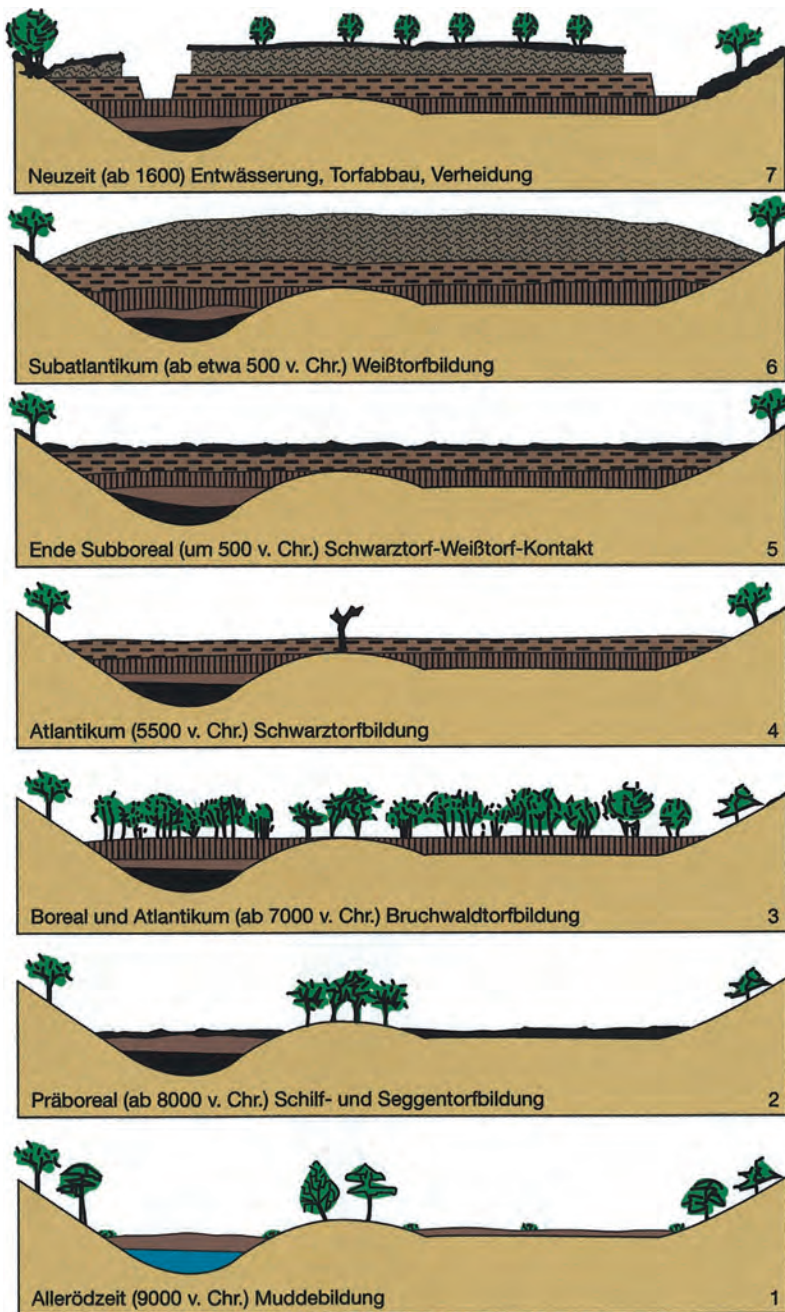 Neuzeit (ab 1600) Entwässerung, Torfabbau, Verheidung 7
Subatlantikum (ab etwa 500 v. Chr.) Weißtorfbildung 6
Ende Subboreal (um 500 v. Chr.) Schwarztorf-Weißtorf-Kontakt 5
Atlantikum (5500 v. Chr.) Schwarztorfbildung 4
Boreal und Atlantikum (ab 7000 v. Chr.) Bruchwaldtorfbildung 3
Präboreal (ab 8000 v. Chr.) Schilf- und Seggentorfbildung 2
Allerödzeit (9000 v. Chr.) Muddebildung 1